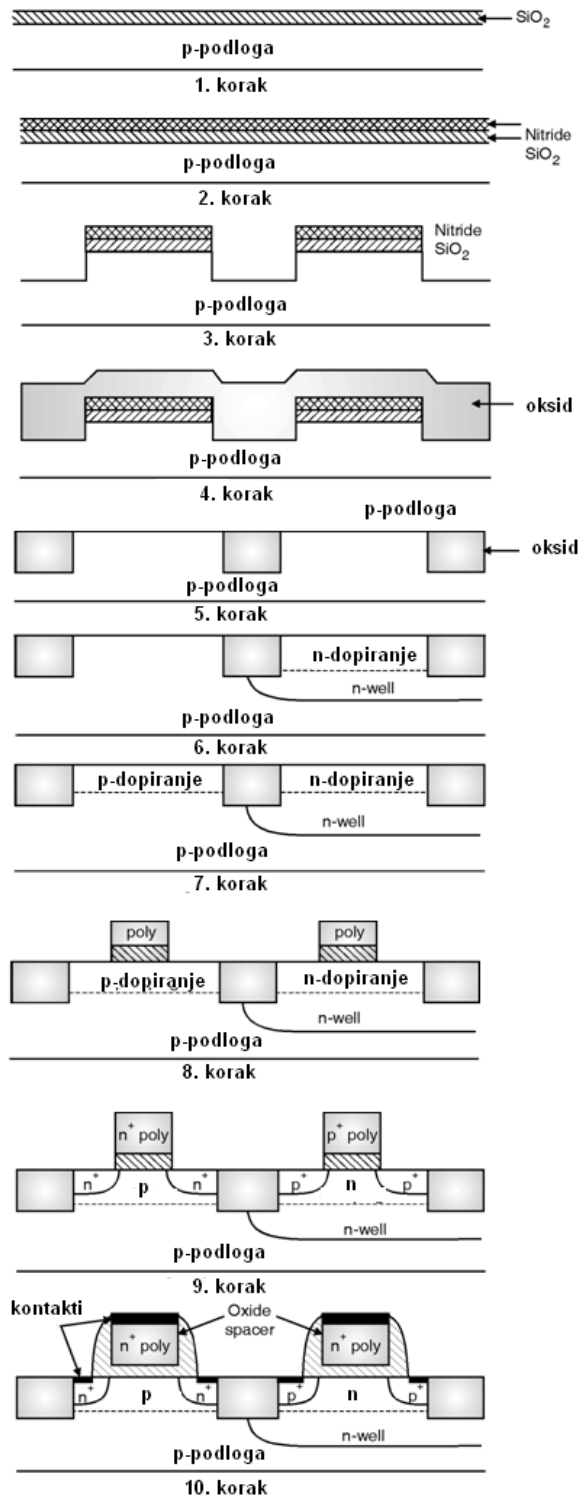 SiO2
p-podloga
1. korak
Nitride
SiO2
p-podloga
2. korak
Nitride
SiO2
p-podloga
3. korak
oksid
p-podloga
4. korak
p-podloga
oksid
p-podloga
5. korak
n-dopiranje
n-well
p-podloga
6. korak
p-dopiranje n-dopiranje
n-well
p-podloga
7. korak
poly poly
p-dopiranje n-dopiranje
n-well
p-podloga
8. korak
n+ poly p+ poly
n+ p n+ p+ n p+
n-well
p-podloga
9. korak
kontakti
Oxide
spacer
n+ poly n+ poly
n+ p n+ p+ n p+
n-well
p-podloga
10. korak